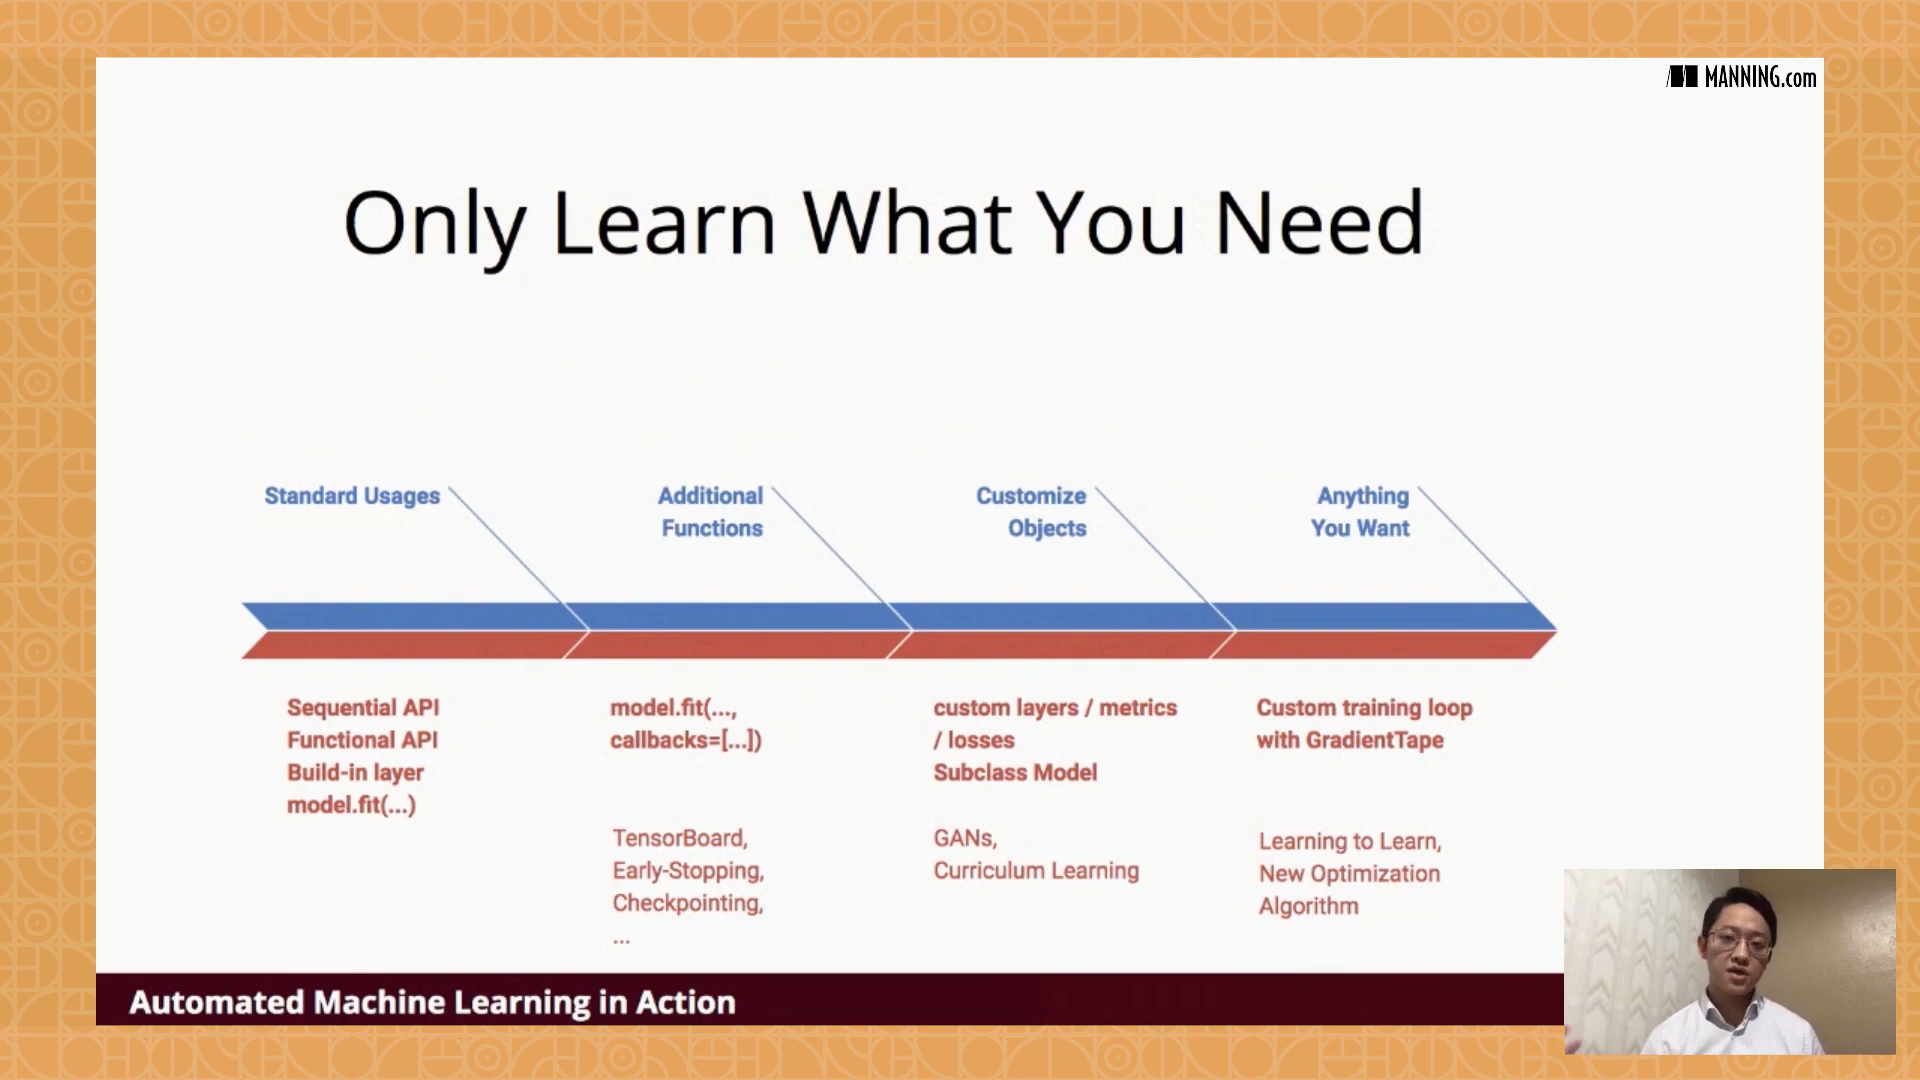 MANNING.com
Only Learn What You Need
Standard Usages
Additional
Functions
Customize
Objects
Anything
You Want
Sequential API
Functional API
Build-in layer
model.fit(...)
model.fit(...,
callbacks=[...])
TensorBoard,
Early-Stopping,
Checkpointing,
...
custom layers / metrics
/ losses
Subclass Model
GANs,
Curriculum Learning
Custom training loop
with GradientTape
Learning to Learn,
New Optimization
Algorithm
Automated Machine Learning in Action